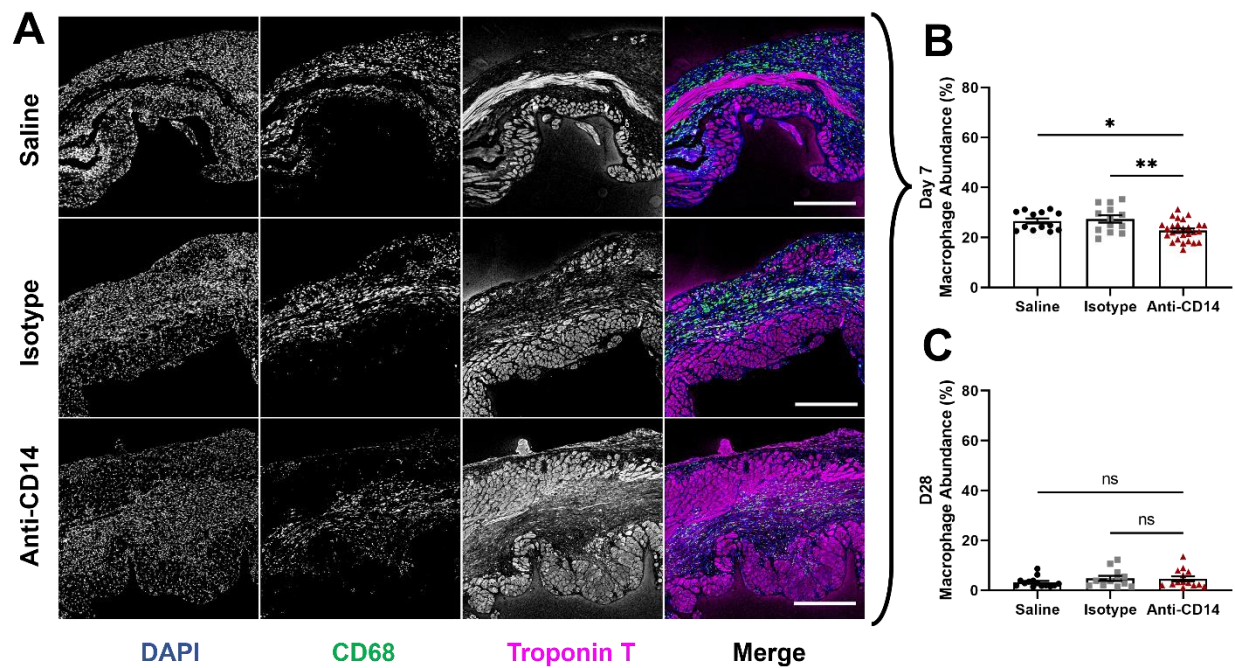 A
Saline
Isotype
Anti-CD14
DAPI
CD68
Troponin T
Merge
B
Day 7
Macrophage Abundance (%)
80
60
40
20
0
*
**
Saline
Isotype
Anti-CD14
C
D28
Macrophage Abundance (%)
80
60
40
20
0
ns
ns
Saline
Isotype
Anti-CD14